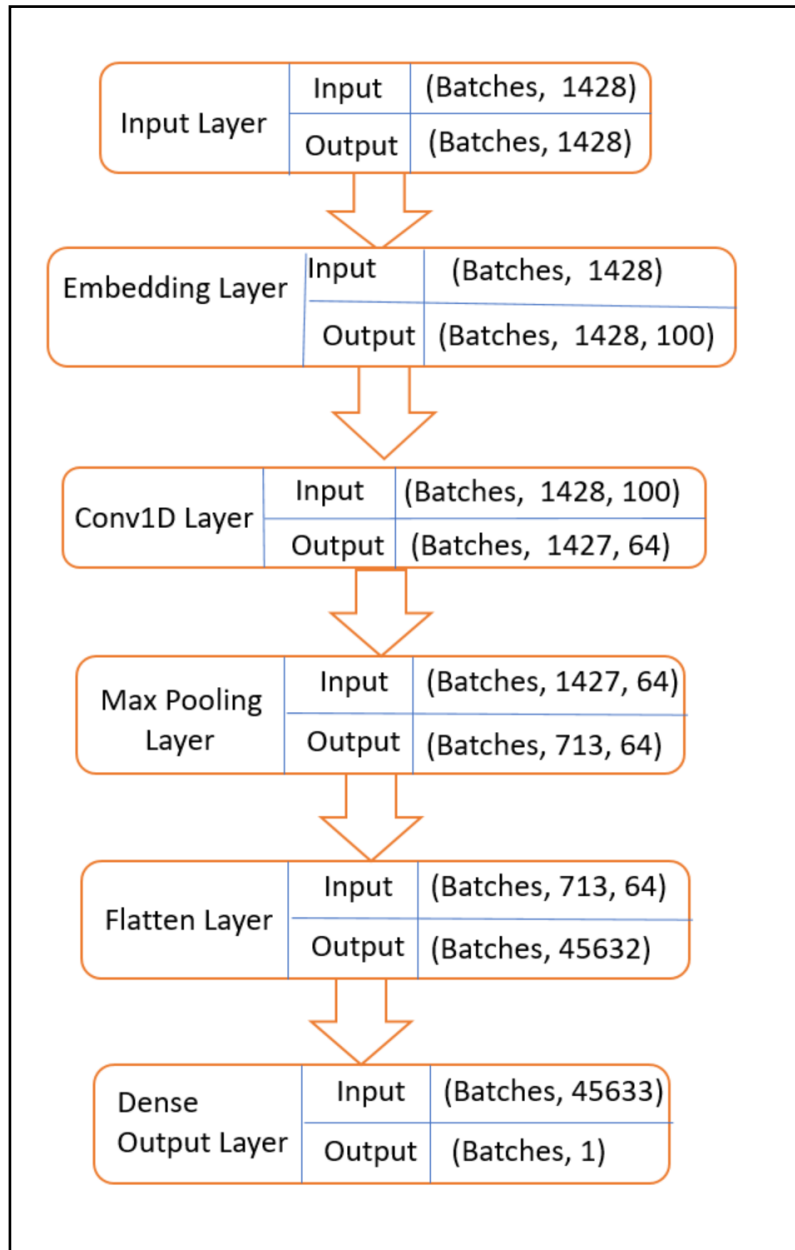 Input Layer
Input (Batches, 1428)
Output (Batches, 1428)
Embedding Layer
Input (Batches, 1428)
Output (Batches, 1428, 100)
Conv1D Layer
Input (Batches, 1428, 100)
Output (Batches, 1427, 64)
Max Pooling
Layer
Input (Batches, 1427, 64)
Output (Batches, 713, 64)
Flatten Layer
Input (Batches, 713, 64)
Output (Batches, 45632)
Dense
Output Layer
Input (Batches, 45633)
Output (Batches, 1)